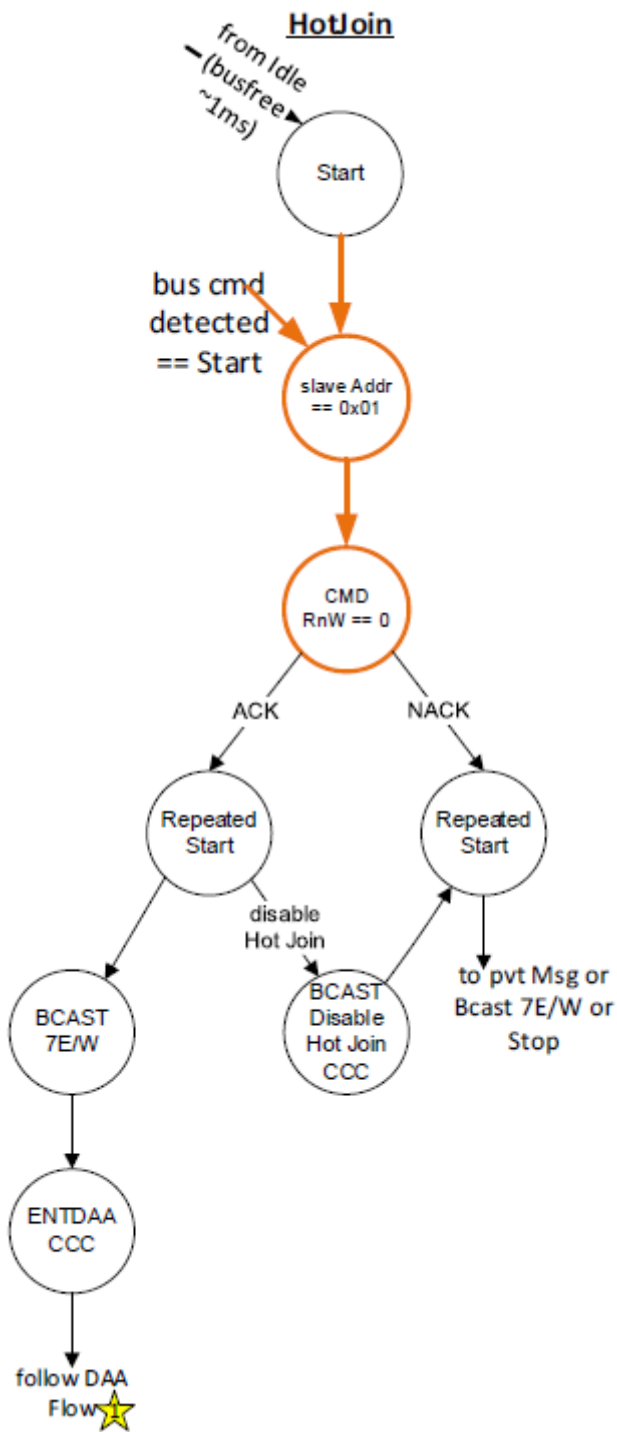 HotJoin
from Idle
(busfree
~1ms)
Start
bus cmd
detected
== Start
slave Addr
== 0x01
CMD
RnW == 0
ACK
NACK
Repeated
Start
Repeated
Start
disable
Hot Join
to pvt Msg or
Bcast 7E/W or
Stop
BCAST
7E/W
BCAST
Disable
Hot Join
CCC
ENTDAA
CCC
follow DAA
Flow 1